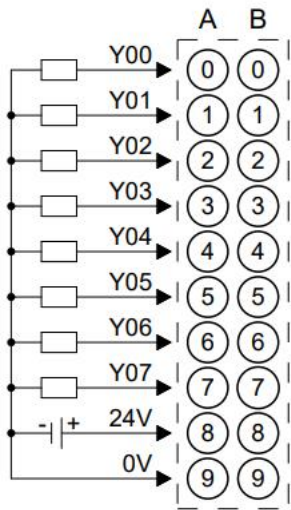 A B
Y00 0 0
Y01 1 1
Y02 2 2
Y03 3 3
Y04 4 4
Y05 5 5
Y06 6 6
Y07 7 7
- + 24V 8 8
0V 9 9